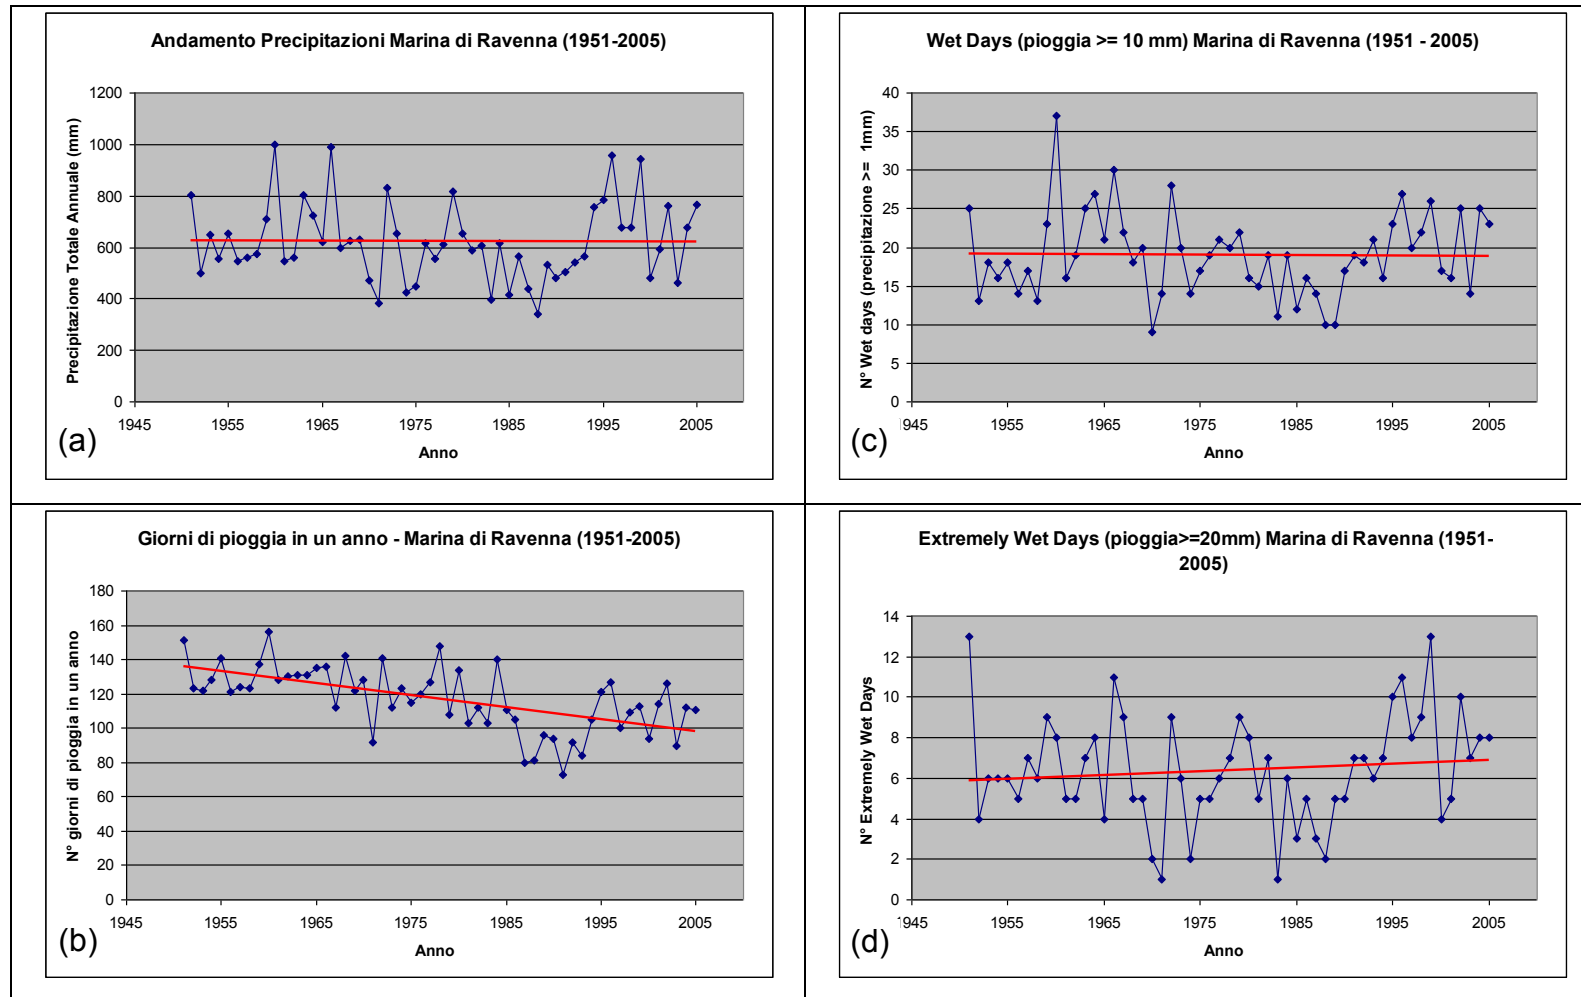 Andamento Precipitazioni Marina di Ravenna (1951-2005)
Precipitazione Totale Annuale (mm)
1200
1000
800
600
400
200
0
1945 1955 1965 1975 1985 1995 2005
Anno
(a)
Wet Days (pioggia >= 10 mm) Marina di Ravenna (1951 - 2005)
N° Wet days (precipitazione >= 1mm)
40
35
30
25
20
15
10
5
0
1945 1955 1965 1975 1985 1995 2005
Anno
(c)
Giorni di pioggia in un anno - Marina di Ravenna (1951-2005)
N° giorni di pioggia in un anno
180
160
140
120
100
80
60
40
20
0
1945 1955 1965 1975 1985 1995 2005
Anno
(b)
Extremely Wet Days (pioggia>=20mm) Marina di Ravenna (1951-
2005)
N° Extremely Wet Days
14
12
10
8
6
4
2
0
1945 1955 1965 1975 1985 1995 2005
Anno
(d)